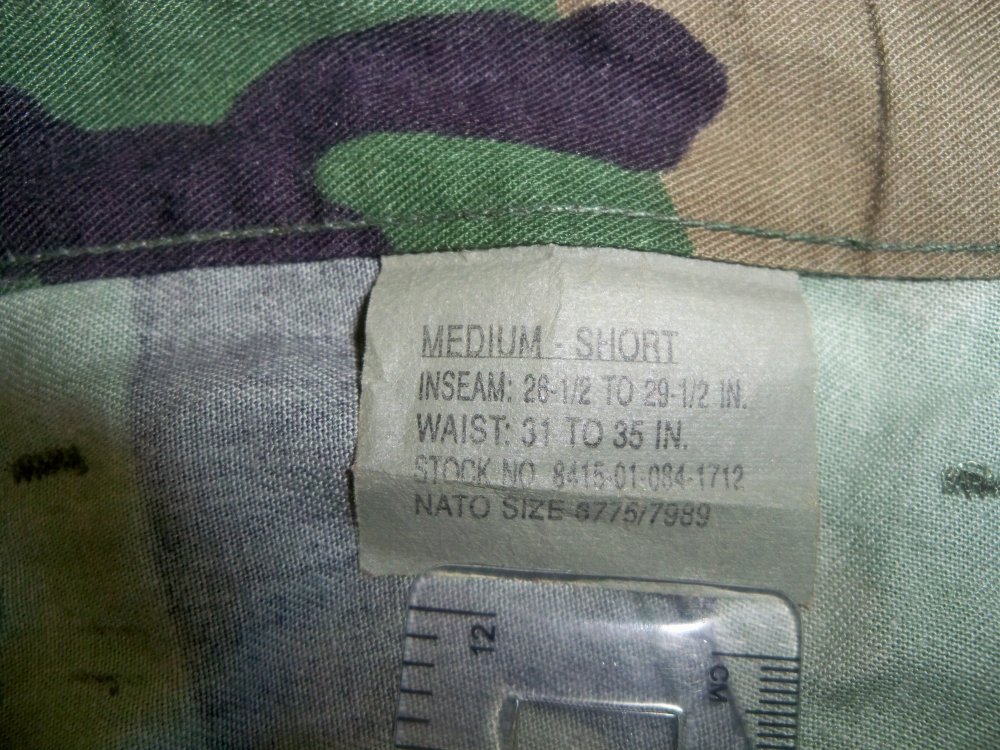 MEDIUM - SHORT
INSEAM: 26-1/2 TO 29-1/2 IN.
WAIST: 31 TO 35 IN.
STOCK NO. 8415-01-084-1712
NATO SIZE 6775/7989
12
CM